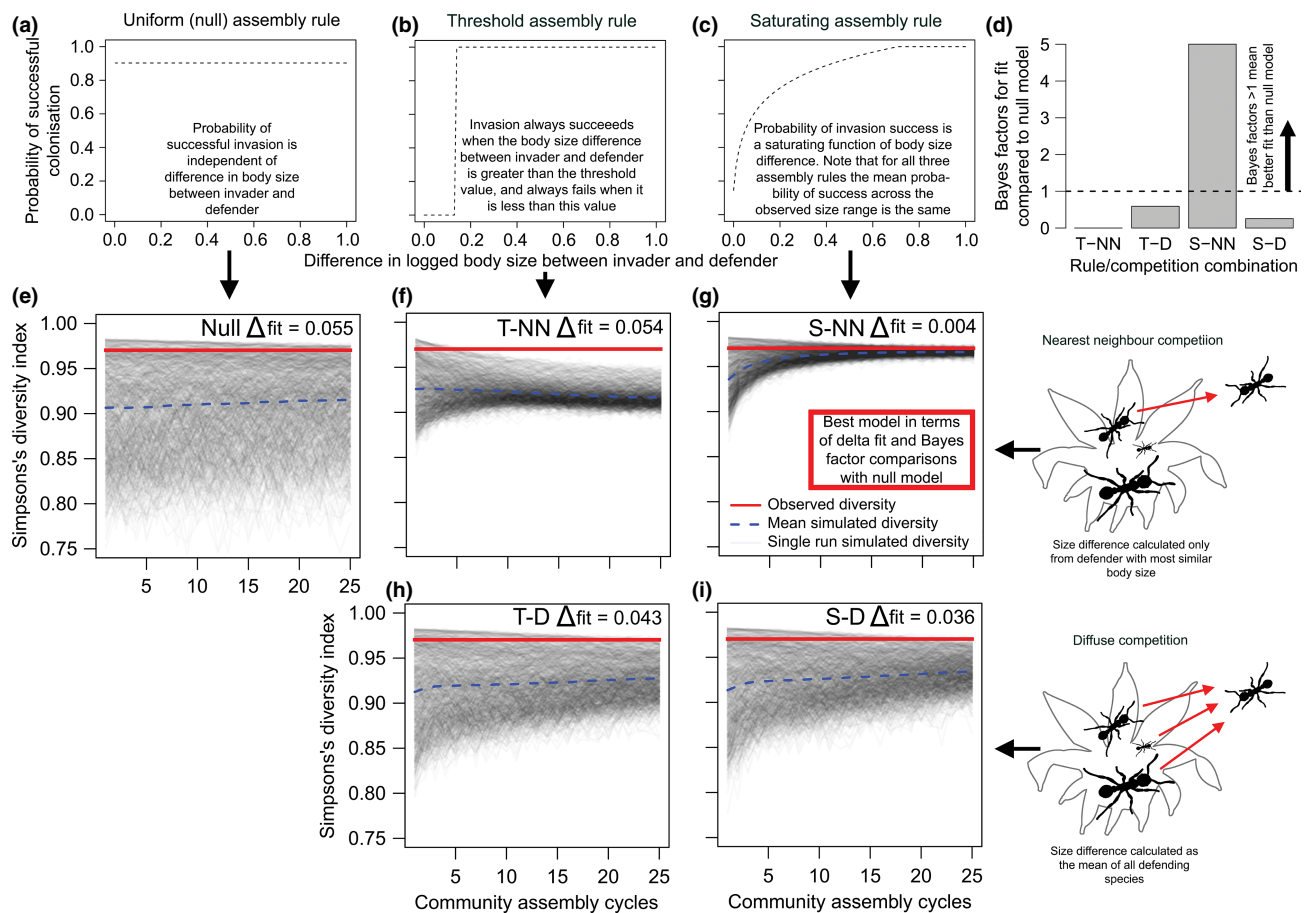 (a) Uniform (null) assembly rule
Probability of successful
colonisation
1.0
0.8
0.6
0.4
0.2
0.0
Probability of
successful invasion is
independent of
difference in body size
between invader and
defender
0.0 0.2 0.4 0.6 0.8 1.0
(b) Threshold assembly rule
Invasion always succeeeds
when the body size difference
between invader and defender
is greater than the threshold
value, and always fails when it
is less than this value
0.0 0.2 0.4 0.6 0.8 1.0
(c) Saturating assembly rule
Probability of invasion success is
a saturating function of body size
difference. Note that for all three
assembly rules the mean proba-
bility of success across the
observed size range is the same
0.0 0.2 0.4 0.6 0.8 1.0
Difference in logged body size between invader and defender
(d)
Bayes factors for fit
compared to null model
5
4
3
2
1
0
Bayes factors >1 mean
better fit than null model
T−NN T−D S−NN S−D
Rule/competition combination
(e)
Null Δ fit = 0.055
Simpsons's diversity index
1.00
0.95
0.90
0.85
0.80
0.75
5 10 15 20 25
(f)
T-NN Δ fit = 0.054
(g)
S-NN Δ fit = 0.004
Best model in terms
of delta fit and Bayes
factor comparisons
with null model
Observed diversity
Mean simulated diversity
Single run simulated diversity
Nearest neighbour competiion
Size difference calculated only
from defender with most similar
body size
(h)
T-D Δ fit = 0.043
Simpsons's diversity index
1.00
0.95
0.90
0.85
0.80
0.75
5 10 15 20 25
Community assembly cycles
(i)
S-D Δ fit = 0.036
5 10 15 20 25
Community assembly cycles
Diffuse competition
Size difference calculated as
the mean of all defending
species